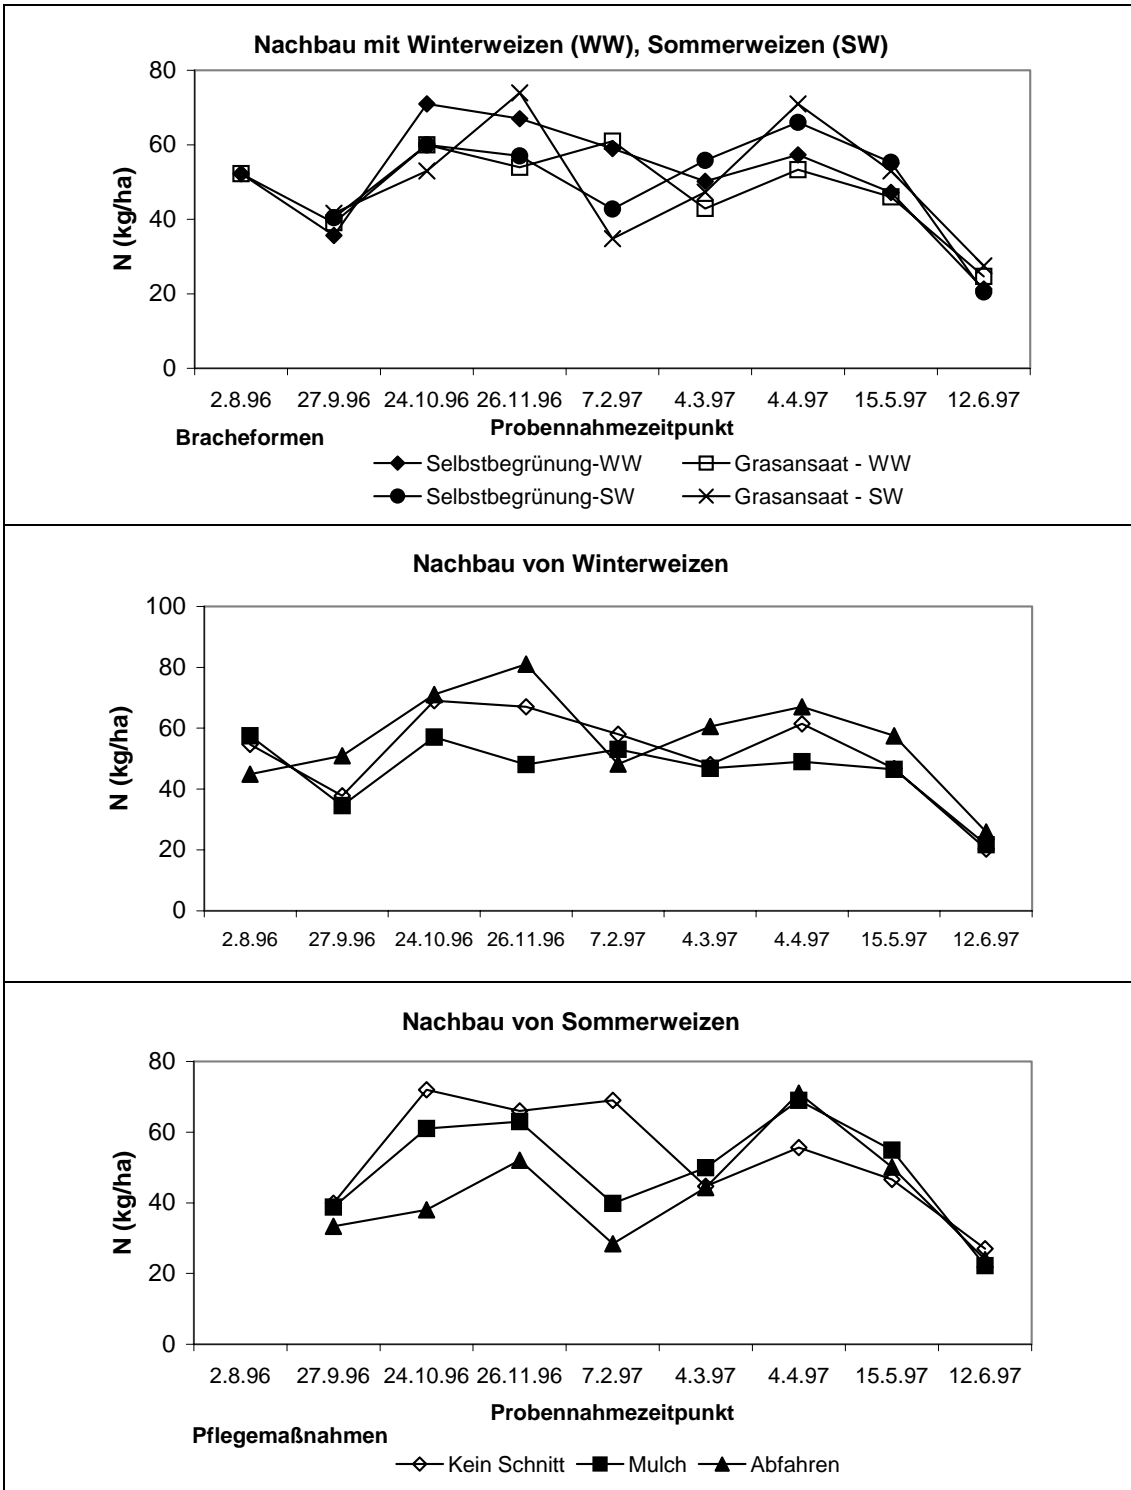 Nachbau mit Winterweizen (WW), Sommerweizen (SW)
80
60
40
20
0
N (kg/ha)
2.8.96 27.9.96 24.10.96 26.11.96 7.2.97 4.3.97 4.4.97 15.5.97 12.6.97
Probennahmezeitpunkt
Bracheformen
Selbstbegrünung-WW Grasansaat - WW
Selbstbegrünung-SW Grasansaat - SW
Nachbau von Winterweizen
100
80
60
40
20
0
N (kg/ha)
2.8.96 27.9.96 24.10.96 26.11.96 7.2.97 4.3.97 4.4.97 15.5.97 12.6.97
Nachbau von Sommerweizen
80
60
40
20
0
N (kg/ha)
2.8.96 27.9.96 24.10.96 26.11.96 7.2.97 4.3.97 4.4.97 15.5.97 12.6.97
Probennahmezeitpunkt
Pflegemaßnahmen
Kein Schnitt Mulch Abfahren